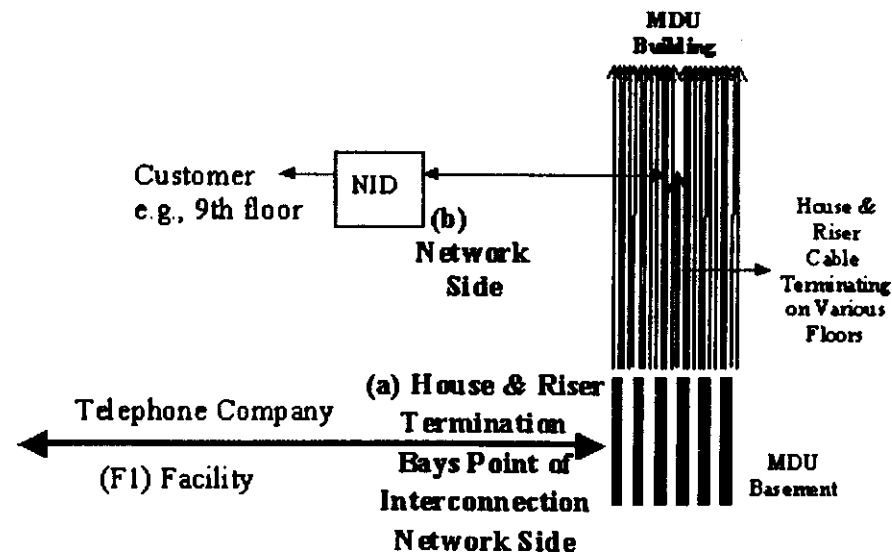 MDU
Building
Customer
e.g., 9th floor
NID
(b)
Network
Side
House &
Riser
Cable
Terminating
on Various
Floors
(a) House & Riser
Termination
Bays Point of
Interconnection
Network Side
Telephone Company
(F1) Facility
MDU
Basement